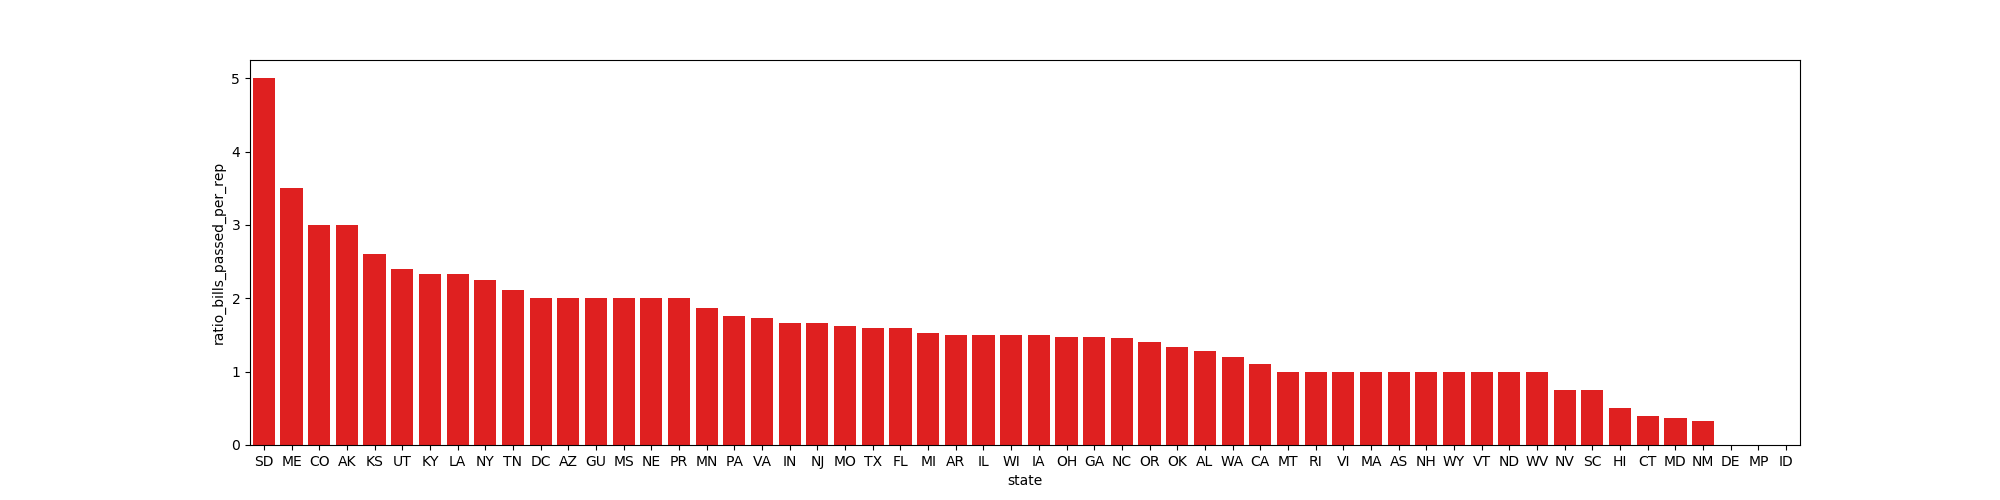 ratio_bills_passed_per_rep
5
4
3
2
1
0
SD ME CO AK KS UT KY LA NY TN DC AZ GU MS NE PR MN PA VA IN NJ MO TX FL MI AR IL WI IA OH GA NC OR OK AL WA CA MT RI VI MA AS NH WY VT ND WV NV SC HI CT MD NM DE MP ID
state